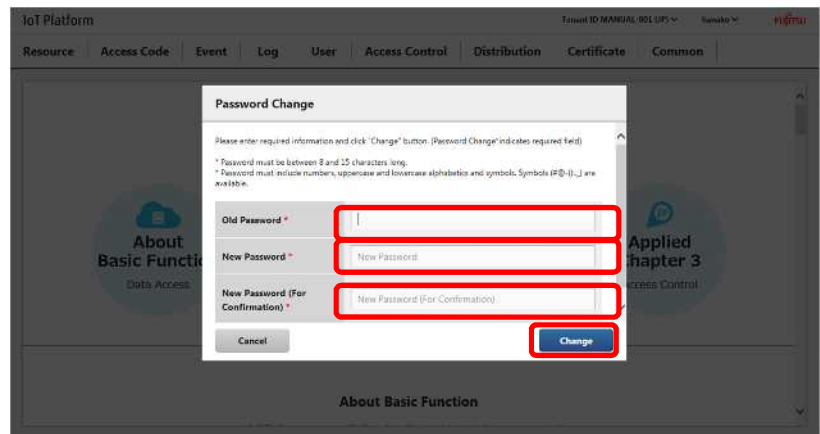 IoT Platform
Tenant ID MANUAL-001-UPS hanako FUJITSU
Resource Access Code Event Log User Access Control Distribution Certificate Common
Password Change
Please enter required information and click "Change" button. (Password Change*indicates required field)
* Password must be between 8 and 15 characters long.
* Password must include numbers, uppercase and lowercase alphabetics and symbols. Symbols (#@-()._) are
available.
Old Password *
New Password * New Password
New Password (For
Confirmation) * New Password (For Confirmation)
Cancel Change
About
Basic Functi
Data Access
Applied
hapter 3
ccess Control
About Basic Function